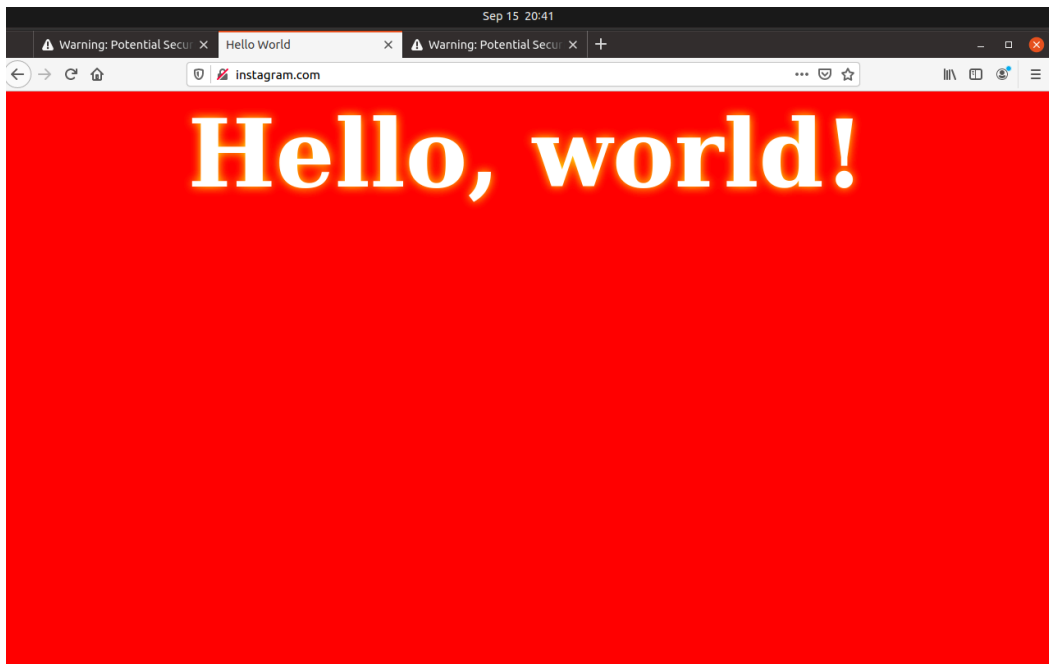 Sep 15 20:41
Warning: Potential Secur
Hello World
Warning: Potential Secur
instagram.com
Hello, world!